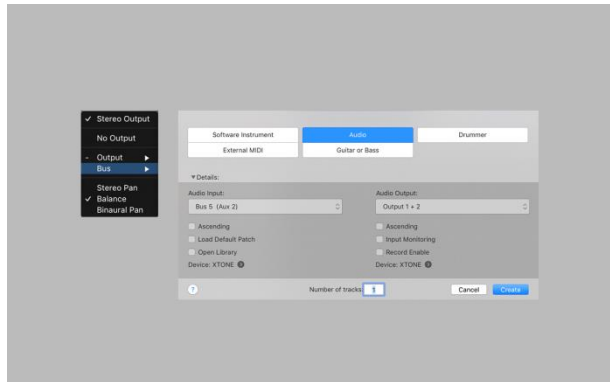 ✓ Stereo Output
No Output
- Output ▶
Bus ▶
Stereo Pan
✓ Balance
Binaural Pan
Software Instrument
Audio
Drummer
External MIDI
Guitar or Bass
▼Details:
Audio Input:
Audio Output:
Bus 5 (Aux 2)
Output 1 + 2
Ascending
Ascending
Load Default Patch
Input Monitoring
Open Library
Record Enable
Device: XTONE
Device: XTONE
?
Number of tracks: 1
Cancel
Create